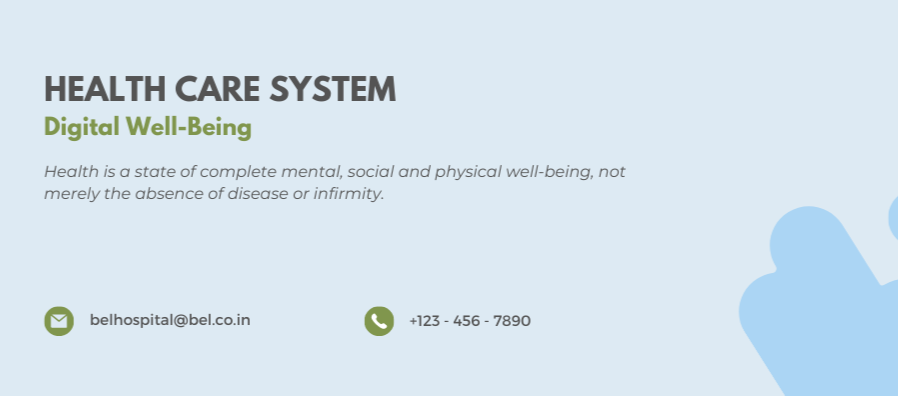 HEALTH CARE SYSTEM
Digital Well-Being
Health is a state of complete mental, social and physical well-being, not
merely the absence of disease or infirmity.
belhospital@bel.co.in
+123 - 456 - 7890